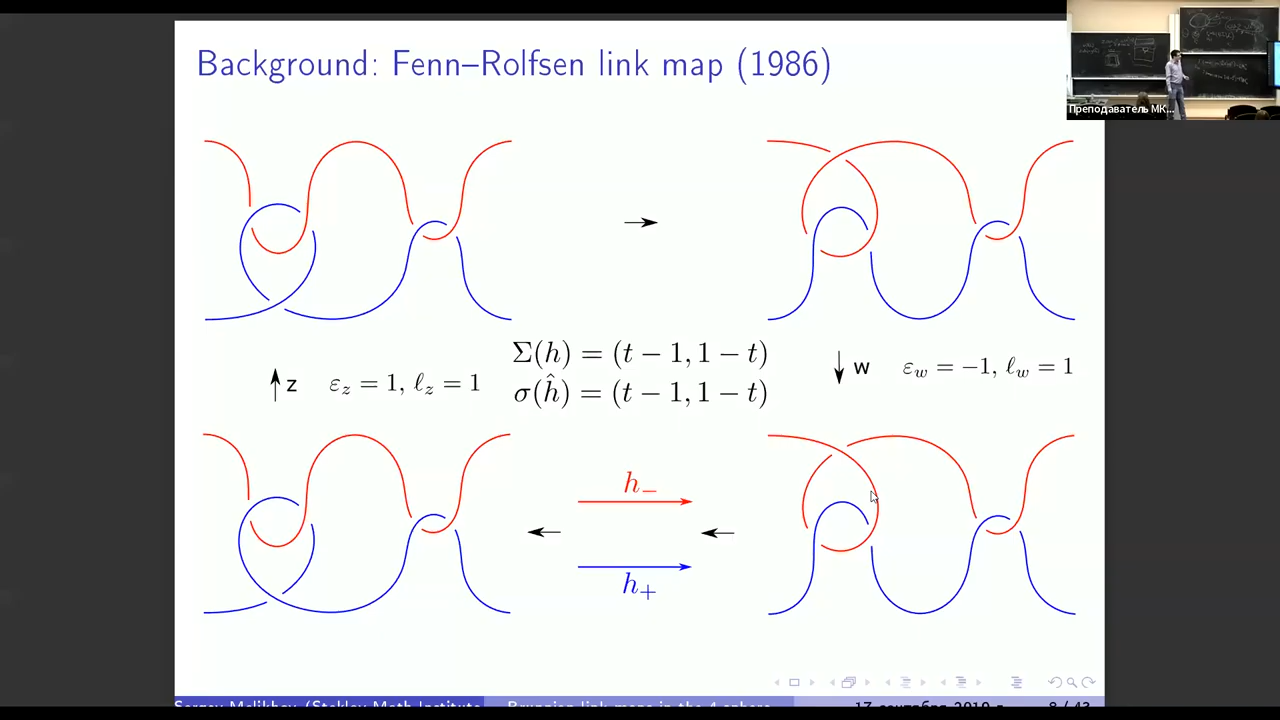 Background: Fenn–Rolfsen link map (1986)
Преподаватель МК...
Σ(h) = (t − 1, 1 − t)
σ(ĥ) = (t − 1, 1 − t)
z ε_z = 1, ℓ_z = 1
w ε_w = −1, ℓ_w = 1
h_−
h_+
Sergey Melikhov (Steklov Math Institute
Brunnian link maps in the 4-sphere
17 сентября 2019 г.
8 / 43